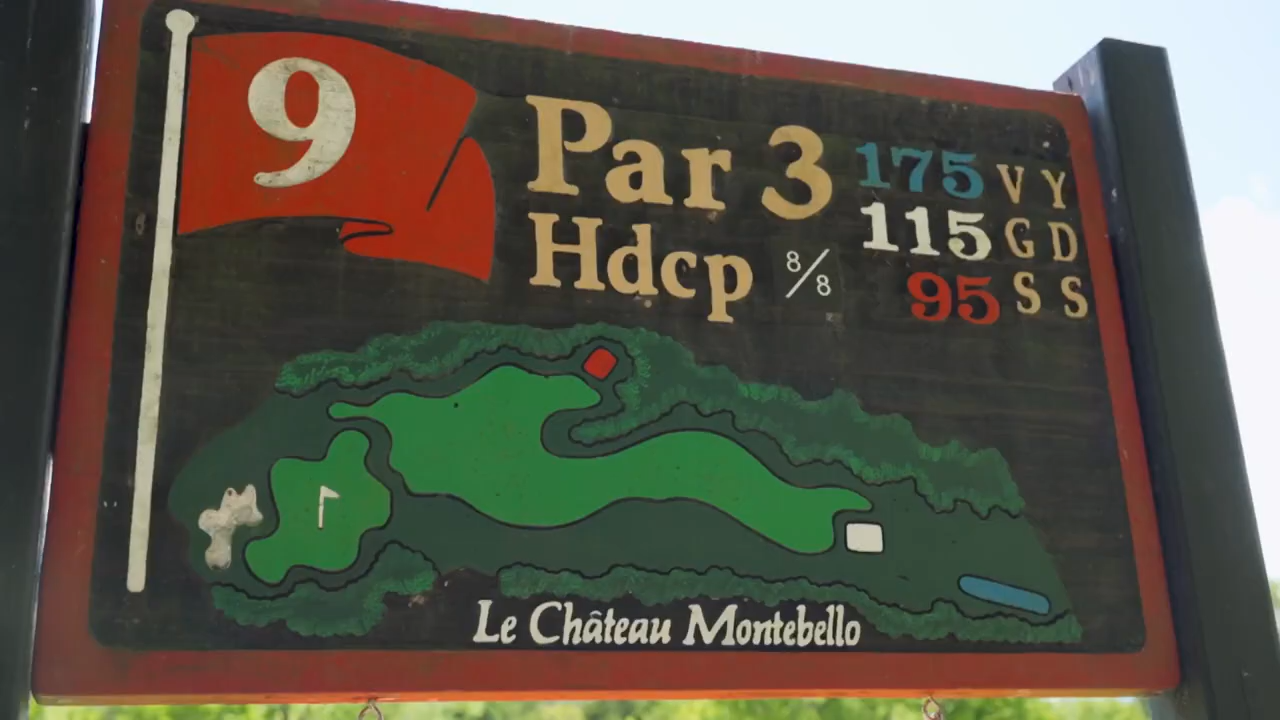 9
Par 3
Hdcp 8/8
175 V Y
115 G D
95 S S
Le Château Montebello